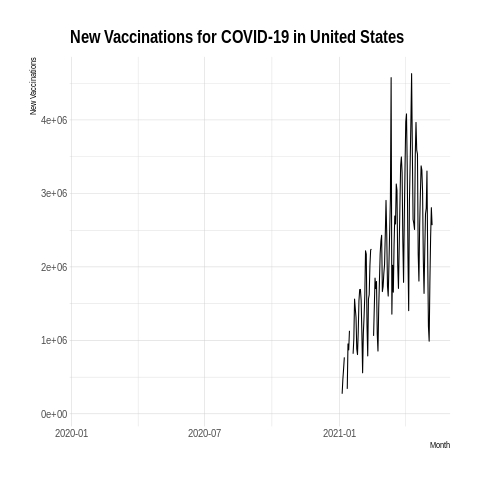 New Vaccinations for COVID-19 in United States
New Vaccinations
4e+06
3e+06
2e+06
1e+06
0e+00
2020-01
2020-07
2021-01
Month